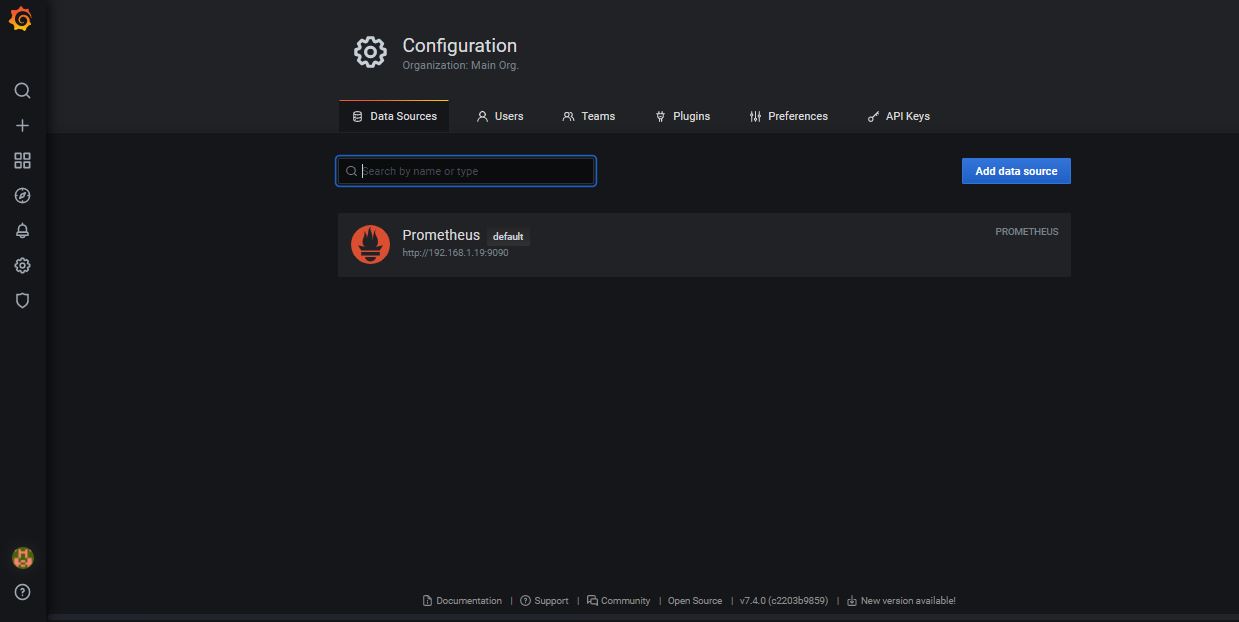 Configuration
Organization: Main Org.
Data Sources Users Teams Plugins Preferences API Keys
Search by name or type Add data source
Prometheus default PROMETHEUS
http://192.168.1.19:9090
Documentation | Support | Community | Open Source | v7.4.0 (c2203b9859) | New version available!